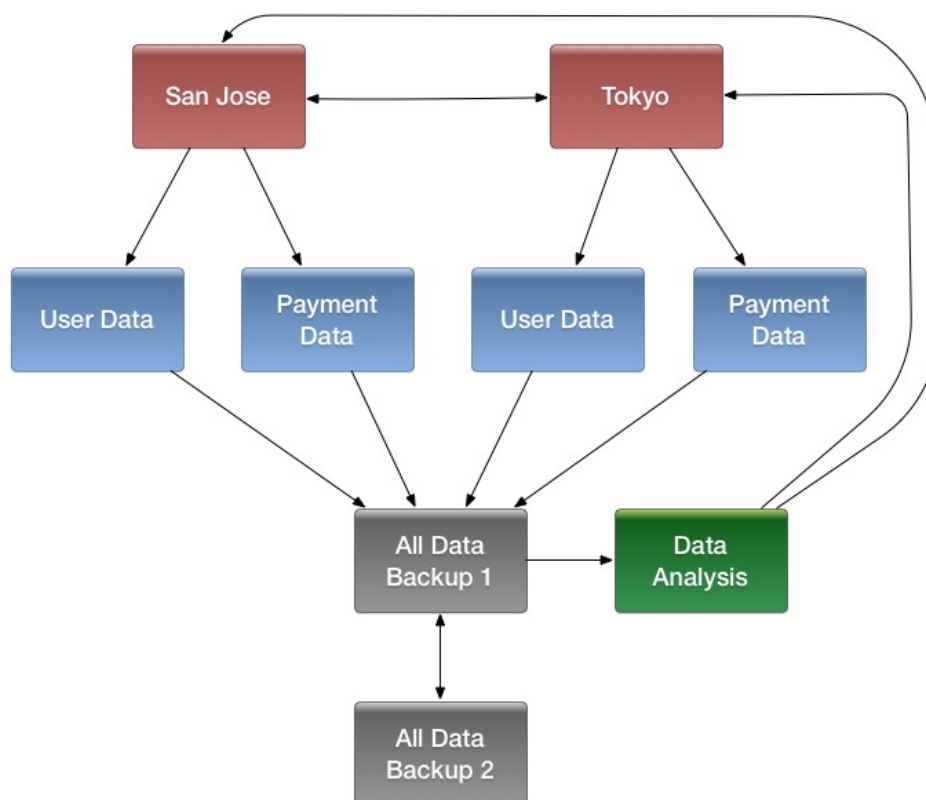 San Jose
Tokyo
User Data
Payment
Data
User Data
Payment
Data
All Data
Backup 1
Data
Analysis
All Data
Backup 2